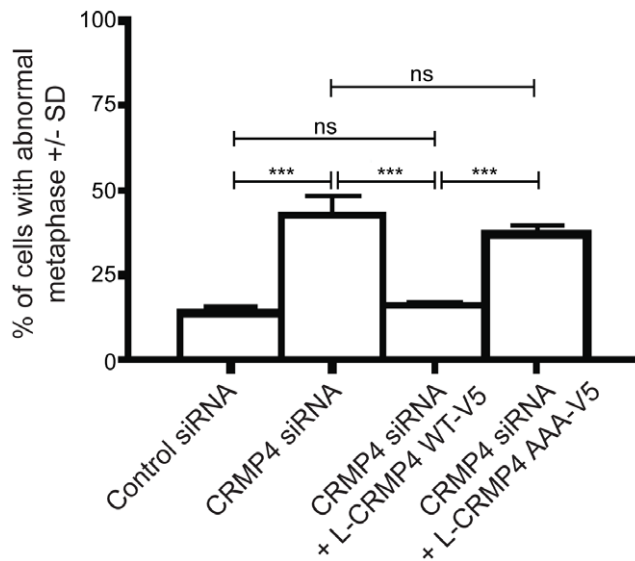 % of cells with abnormal
metaphase +/- SD
100
75
50
25
0
ns
ns
***
***
***
Control siRNA
CRMP4 siRNA
CRMP4 siRNA
+ L-CRMP4 WT-V5
CRMP4 siRNA
+ L-CRMP4 AAA-V5